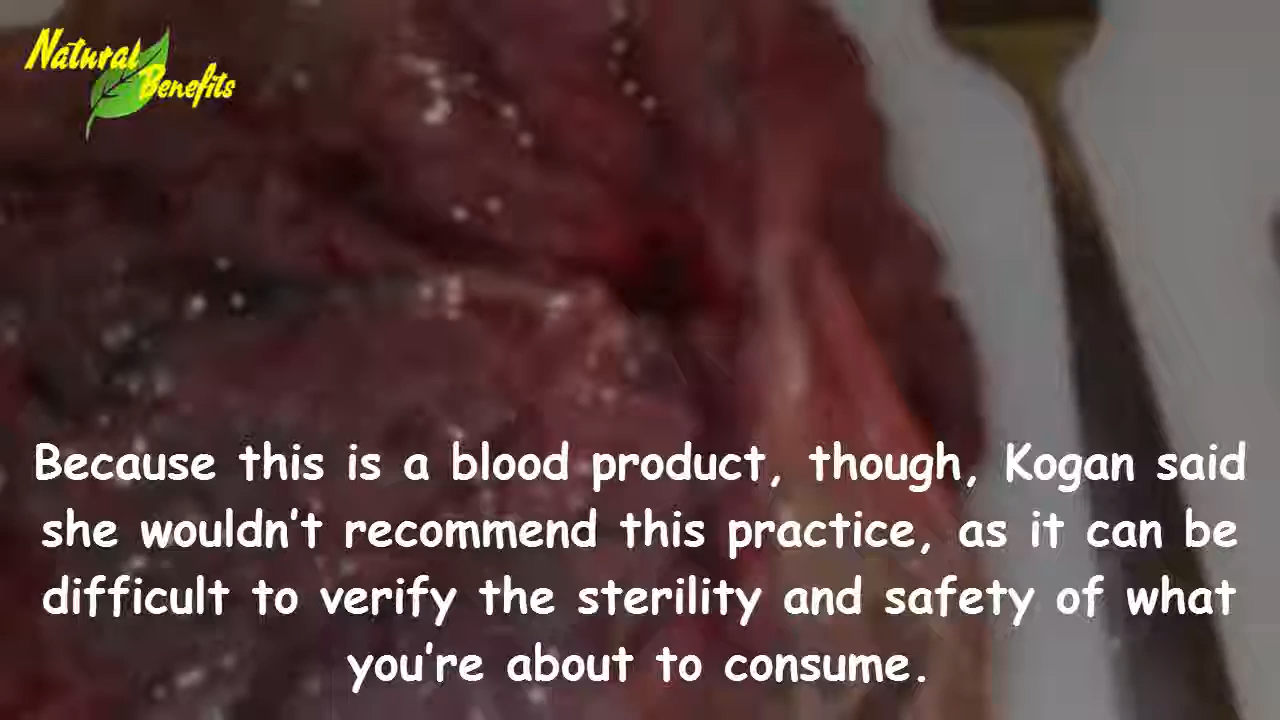 Natural
Benefits
Because this is a blood product, though, Kogan said
she wouldn't recommend this practice, as it can be
difficult to verify the sterility and safety of what
you're about to consume.